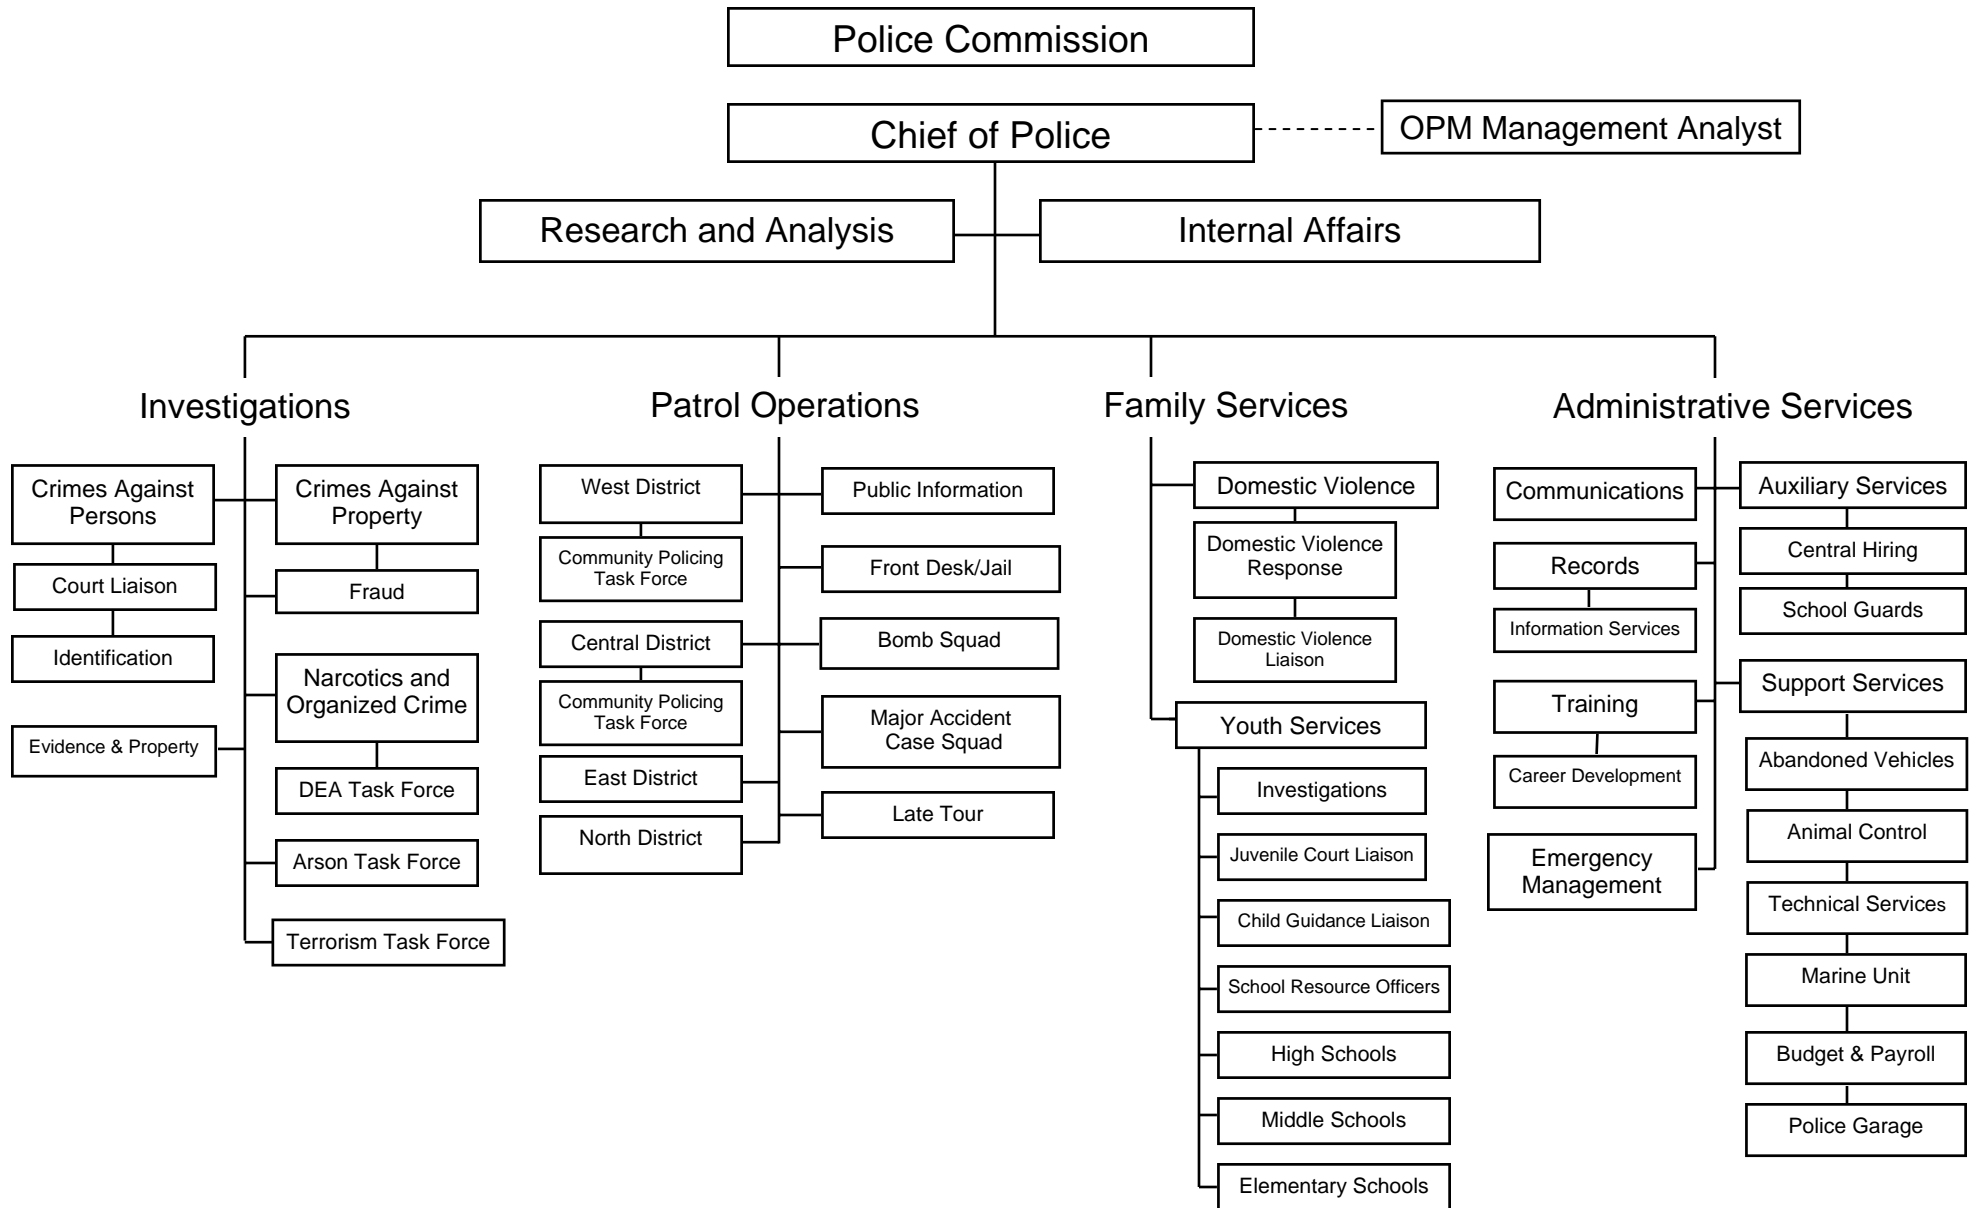 Police Commission
Chief of Police
OPM Management Analyst
Research and Analysis
Internal Affairs
Investigations
Patrol Operations
Family Services
Administrative Services
Crimes Against
Persons
Court Liaison
Identification
Evidence & Property
Crimes Against
Property
Fraud
Narcotics and
Organized Crime
DEA Task Force
Arson Task Force
Terrorism Task Force
West District
Community Policing
Task Force
Central District
Community Policing
Task Force
East District
North District
Public Information
Front Desk/Jail
Bomb Squad
Major Accident
Case Squad
Late Tour
Domestic Violence
Domestic Violence
Response
Domestic Violence
Liaison
Youth Services
Investigations
Juvenile Court Liaison
Child Guidance Liaison
School Resource Officers
High Schools
Middle Schools
Elementary Schools
Communications
Records
Information Services
Training
Career Development
Emergency
Management
Auxiliary Services
Central Hiring
School Guards
Support Services
Abandoned Vehicles
Animal Control
Technical Services
Marine Unit
Budget & Payroll
Police Garage